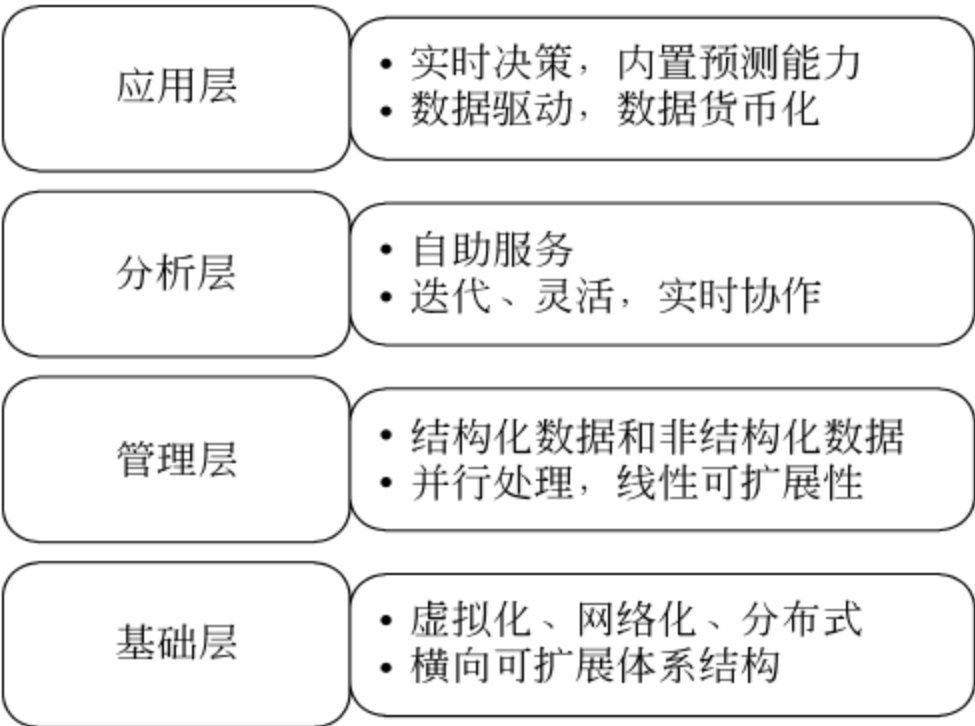 应用层
• 实时决策，内置预测能力
• 数据驱动，数据货币化
分析层
• 自助服务
• 迭代、灵活，实时协作
管理层
• 结构化数据和非结构化数据
• 并行处理，线性可扩展性
基础层
• 虚拟化、网络化、分布式
• 横向可扩展体系结构